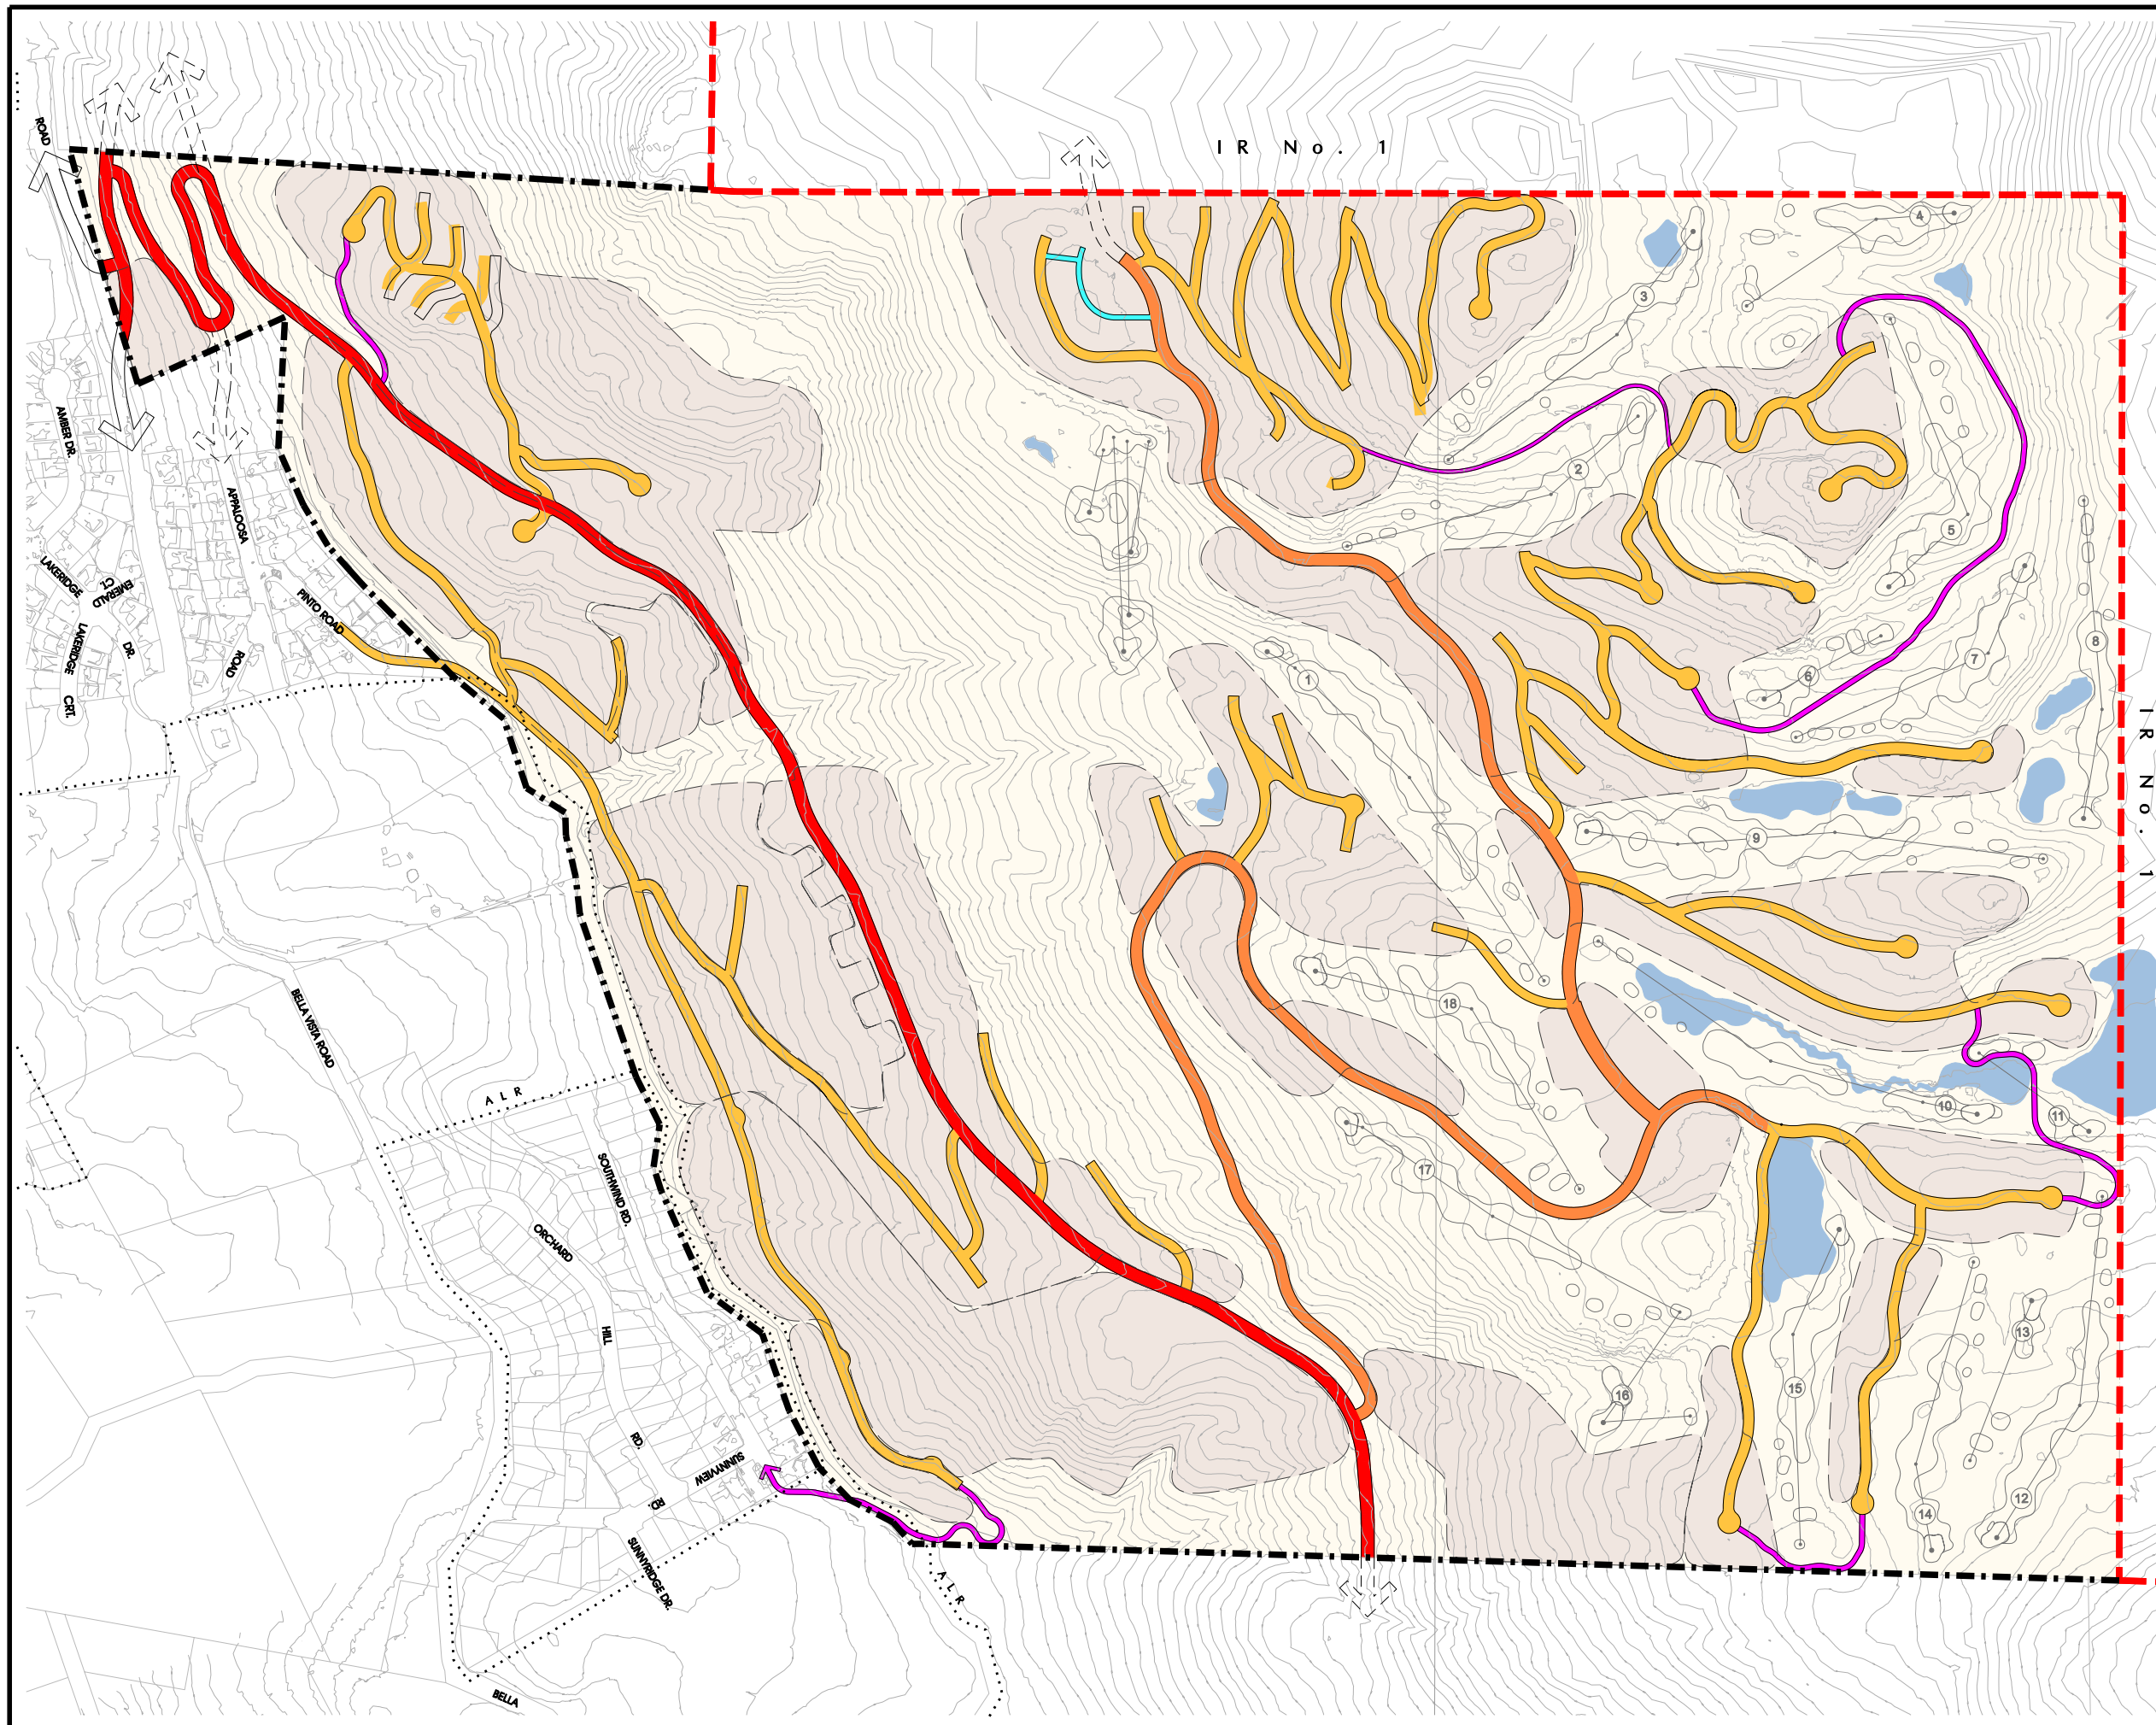 IR No. 1
ROAD
4
3
AMBER DR.
2
APPALOOSA
5
LAKERIDGE
EMERALD
CT.
PINTO ROAD
LAKERIDGE
CRT.
DR.
ROAD
8
7
6
1
IR No. 1
9
BELLA VISTA ROAD
18
ALR
10
11
SOUTHWIND RD.
17
ORCHARD
HILL
13
16
15
RD.
SUNNYVIEW
RD.
12
14
SUNNYRIDGE DR.
ALR
BELLA